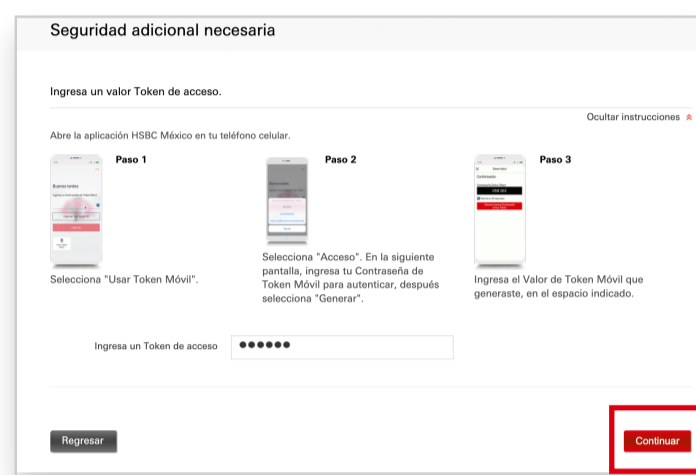 Seguridad adicional necesaria
Ingresa un valor Token de acceso.
Ocultar instrucciones
Abre la aplicación HSBC México en tu teléfono celular.
Paso 1
Selecciona "Usar Token Móvil".
Paso 2
Selecciona "Acceso". En la siguiente
pantalla, ingresa tu Contraseña de
Token Móvil para autenticar, después
selecciona "Generar".
Paso 3
Ingresa el Valor de Token Móvil que
generaste, en el espacio indicado.
Ingresa un Token de acceso
Regresar
Continuar